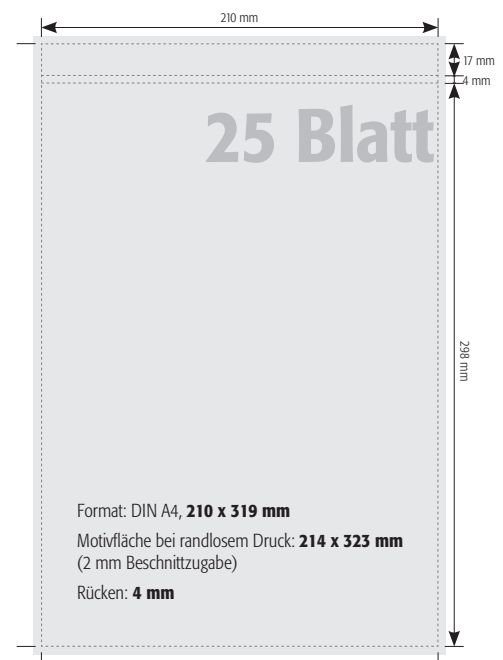 210 mm
17 mm
4 mm
25 Blatt
298 mm
Format: DIN A4, 210 x 319 mm
Motivfläche bei randlosem Druck: 214 x 323 mm
(2 mm Beschnittzugabe)
Rücken: 4 mm